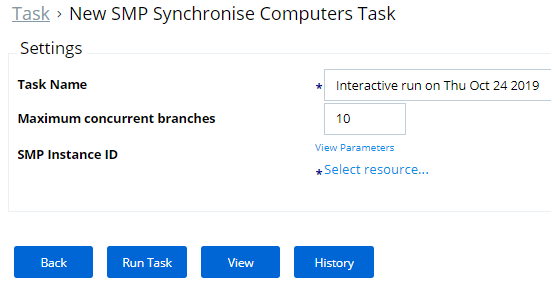 Task › New SMP Synchronise Computers Task
Settings
Task Name * Interactive run on Thu Oct 24 2019
Maximum concurrent branches 10
SMP Instance ID View Parameters
* Select resource...
Back Run Task View History